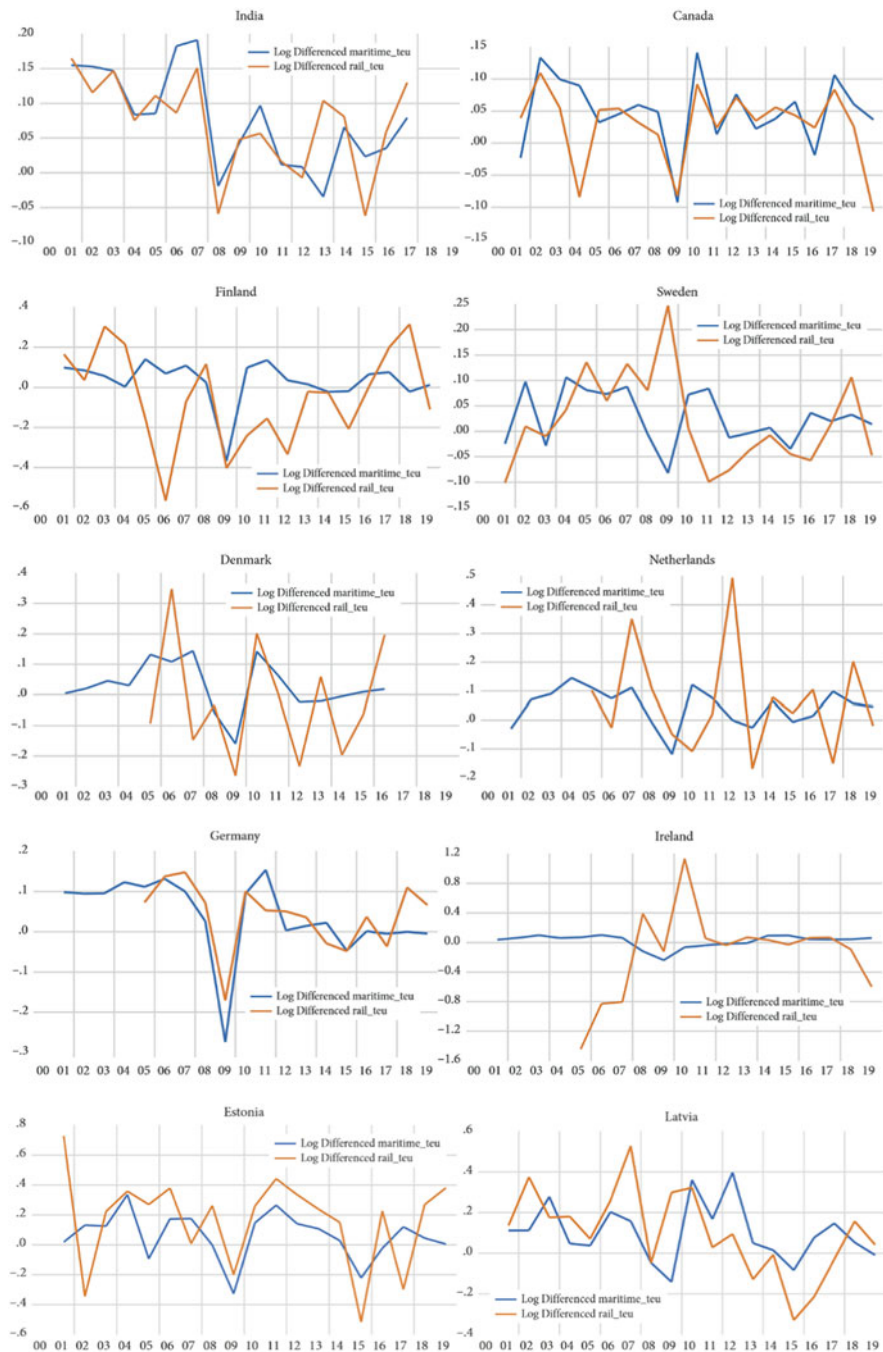 India
.20
.15
.10
.05
.00
−.05
−.10
Log Differenced maritime_teu
Log Differenced rail_teu
00 01 02 03 04 05 06 07 08 09 10 11 12 13 14 15 16 17 18 19
Canada
.15
.10
.05
.00
−.05
−.10
−.15
Log Differenced maritime_teu
Log Differenced rail_teu
00 01 02 03 04 05 06 07 08 09 10 11 12 13 14 15 16 17 18 19
Finland
.4
.2
.0
−.2
−.4
−.6
Log Differenced maritime_teu
Log Differenced rail_teu
00 01 02 03 04 05 06 07 08 09 10 11 12 13 14 15 16 17 18 19
Sweden
.25
.20
.15
.10
.05
.00
−.05
−.10
−.15
Log Differenced maritime_teu
Log Differenced rail_teu
00 01 02 03 04 05 06 07 08 09 10 11 12 13 14 15 16 17 18 19
Denmark
.4
.3
.2
.1
.0
−.1
−.2
−.3
Log Differenced maritime_teu
Log Differenced rail_teu
00 01 02 03 04 05 06 07 08 09 10 11 12 13 14 15 16 17 18 19
Netherlands
.5
.4
.3
.2
.1
.0
−.1
−.2
Log Differenced maritime_teu
Log Differenced rail_teu
00 01 02 03 04 05 06 07 08 09 10 11 12 13 14 15 16 17 18 19
Germany
.2
.1
.0
−.1
−.2
−.3
Log Differenced maritime_teu
Log Differenced rail_teu
00 01 02 03 04 05 06 07 08 09 10 11 12 13 14 15 16 17 18 19
Ireland
1.2
0.8
0.4
0.0
−0.4
−0.8
−1.2
−1.6
Log Differenced maritime_teu
Log Differenced rail_teu
00 01 02 03 04 05 06 07 08 09 10 11 12 13 14 15 16 17 18 19
Estonia
.8
.6
.4
.2
.0
−.2
−.4
−.6
Log Differenced maritime_teu
Log Differenced rail_teu
00 01 02 03 04 05 06 07 08 09 10 11 12 13 14 15 16 17 18 19
Latvia
.6
.4
.2
.0
−.2
−.4
Log Differenced maritime_teu
Log Differenced rail_teu
00 01 02 03 04 05 06 07 08 09 10 11 12 13 14 15 16 17 18 19